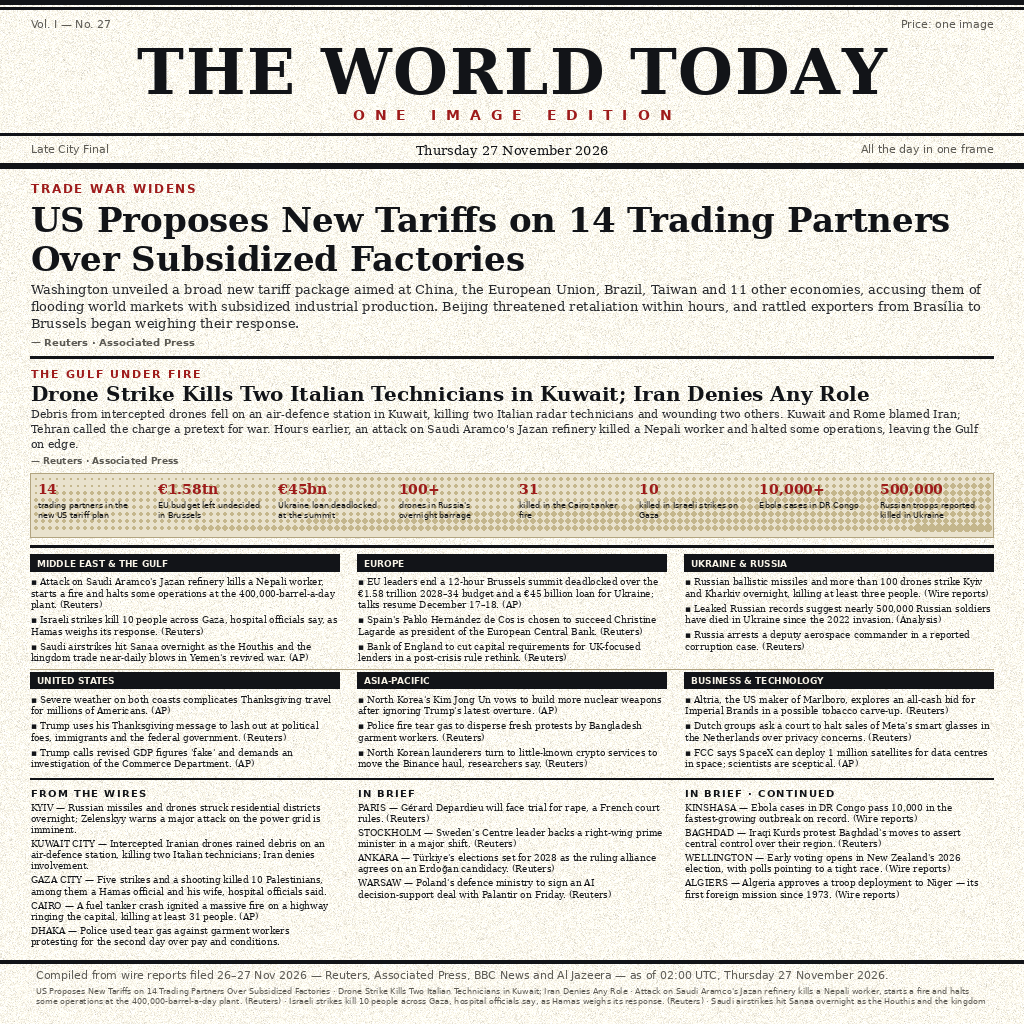 Vol. I — No. 27
Price: one image
THE WORLD TODAY
ONE IMAGE EDITION
Late City Final
Thursday 27 November 2026
All the day in one frame
TRADE WAR WIDENS
US Proposes New Tariffs on 14 Trading Partners
Over Subsidized Factories
Washington unveiled a broad new tariff package aimed at China, the European Union, Brazil, Taiwan and 11 other economies, accusing them of
flooding world markets with subsidized industrial production. Beijing threatened retaliation within hours, and rattled exporters from Brasília to
Brussels began weighing their response.
— Reuters · Associated Press
THE GULF UNDER FIRE
Drone Strike Kills Two Italian Technicians in Kuwait; Iran Denies Any Role
Debris from intercepted drones fell on an air-defence station in Kuwait, killing two Italian radar technicians and wounding two others. Kuwait and Rome blamed Iran;
Tehran called the charge a pretext for war. Hours earlier, an attack on Saudi Aramco's Jazan refinery killed a Nepali worker and halted some operations, leaving the Gulf
on edge.
— Reuters · Associated Press
14
trading partners in the
new US tariff plan
€1.58tn
EU budget left undecided
in Brussels
€45bn
Ukraine loan deadlocked
at the summit
100+
drones in Russia's
overnight barrage
31
killed in the Cairo tanker
fire
10
killed in Israeli strikes on
Gaza
10,000+
Ebola cases in DR Congo
500,000
Russian troops reported
killed in Ukraine
MIDDLE EAST & THE GULF
▪ Attack on Saudi Aramco's Jazan refinery kills a Nepali worker,
starts a fire and halts some operations at the 400,000-barrel-a-day
plant. (Reuters)
▪ Israeli strikes kill 10 people across Gaza, hospital officials say, as
Hamas weighs its response. (Reuters)
▪ Saudi airstrikes hit Sanaa overnight as the Houthis and the
kingdom trade near-daily blows in Yemen's revived war. (AP)
EUROPE
▪ EU leaders end a 12-hour Brussels summit deadlocked over the
€1.58 trillion 2028–34 budget and a €45 billion loan for Ukraine;
talks resume December 17–18. (AP)
▪ Spain's Pablo Hernández de Cos is chosen to succeed Christine
Lagarde as president of the European Central Bank. (Reuters)
▪ Bank of England to cut capital requirements for UK-focused
lenders in a post-crisis rule rethink. (Reuters)
UKRAINE & RUSSIA
▪ Russian ballistic missiles and more than 100 drones strike Kyiv
and Kharkiv overnight, killing at least three people. (Wire reports)
▪ Leaked Russian records suggest nearly 500,000 Russian soldiers
have died in Ukraine since the 2022 invasion. (Analysis)
▪ Russia arrests a deputy aerospace commander in a reported
corruption case. (Reuters)
UNITED STATES
▪ Severe weather on both coasts complicates Thanksgiving travel
for millions of Americans. (AP)
▪ Trump uses his Thanksgiving message to lash out at political
foes, immigrants and the federal government. (Reuters)
▪ Trump calls revised GDP figures ‘fake’ and demands an
investigation of the Commerce Department. (AP)
ASIA-PACIFIC
▪ North Korea's Kim Jong Un vows to build more nuclear weapons
after ignoring Trump's latest overture. (AP)
▪ Police fire tear gas to disperse fresh protests by Bangladesh
garment workers. (Reuters)
▪ North Korean launderers turn to little-known crypto services to
move the Binance haul, researchers say. (Reuters)
BUSINESS & TECHNOLOGY
▪ Altria, the US maker of Marlboro, explores an all-cash bid for
Imperial Brands in a possible tobacco carve-up. (Reuters)
▪ Dutch groups ask a court to halt sales of Meta's smart glasses in
the Netherlands over privacy concerns. (Reuters)
▪ FCC says SpaceX can deploy 1 million satellites for data centres
in space; scientists are sceptical. (AP)
FROM THE WIRES
KYIV — Russian missiles and drones struck residential districts
overnight; Zelenskyy warns a major attack on the power grid is
imminent.
KUWAIT CITY — Intercepted Iranian drones rained debris on an
air-defence station, killing two Italian technicians; Iran denies
involvement.
GAZA CITY — Five strikes and a shooting killed 10 Palestinians,
among them a Hamas official and his wife, hospital officials said.
CAIRO — A fuel tanker crash ignited a massive fire on a highway
ringing the capital, killing at least 31 people. (AP)
DHAKA — Police used tear gas against garment workers
protesting for the second day over pay and conditions.
IN BRIEF
PARIS — Gérard Depardieu will face trial for rape, a French court
rules. (Reuters)
STOCKHOLM — Sweden's Centre leader backs a right-wing prime
minister in a major shift. (Reuters)
ANKARA — Türkiye's elections set for 2028 as the ruling alliance
agrees on an Erdoğan candidacy. (Reuters)
WARSAW — Poland's defence ministry to sign an AI
decision-support deal with Palantir on Friday. (Reuters)
IN BRIEF · CONTINUED
KINSHASA — Ebola cases in DR Congo pass 10,000 in the
fastest-growing outbreak on record. (Wire reports)
BAGHDAD — Iraqi Kurds protest Baghdad's moves to assert
central control over their region. (Reuters)
WELLINGTON — Early voting opens in New Zealand's 2026
election, with polls pointing to a tight race. (Wire reports)
ALGIERS — Algeria approves a troop deployment to Niger — its
first foreign mission since 1973. (Wire reports)
Compiled from wire reports filed 26–27 Nov 2026 — Reuters, Associated Press, BBC News and Al Jazeera — as of 02:00 UTC, Thursday 27 November 2026.
US Proposes New Tariffs on 14 Trading Partners Over Subsidized Factories · Drone Strike Kills Two Italian Technicians in Kuwait; Iran Denies Any Role · Attack on Saudi Aramco's Jazan refinery kills a Nepali worker, starts a fire and halts
some operations at the 400,000-barrel-a-day plant. (Reuters) · Israeli strikes kill 10 people across Gaza, hospital officials say, as Hamas weighs its response. (Reuters) · Saudi airstrikes hit Sanaa overnight as the Houthis and the kingdom